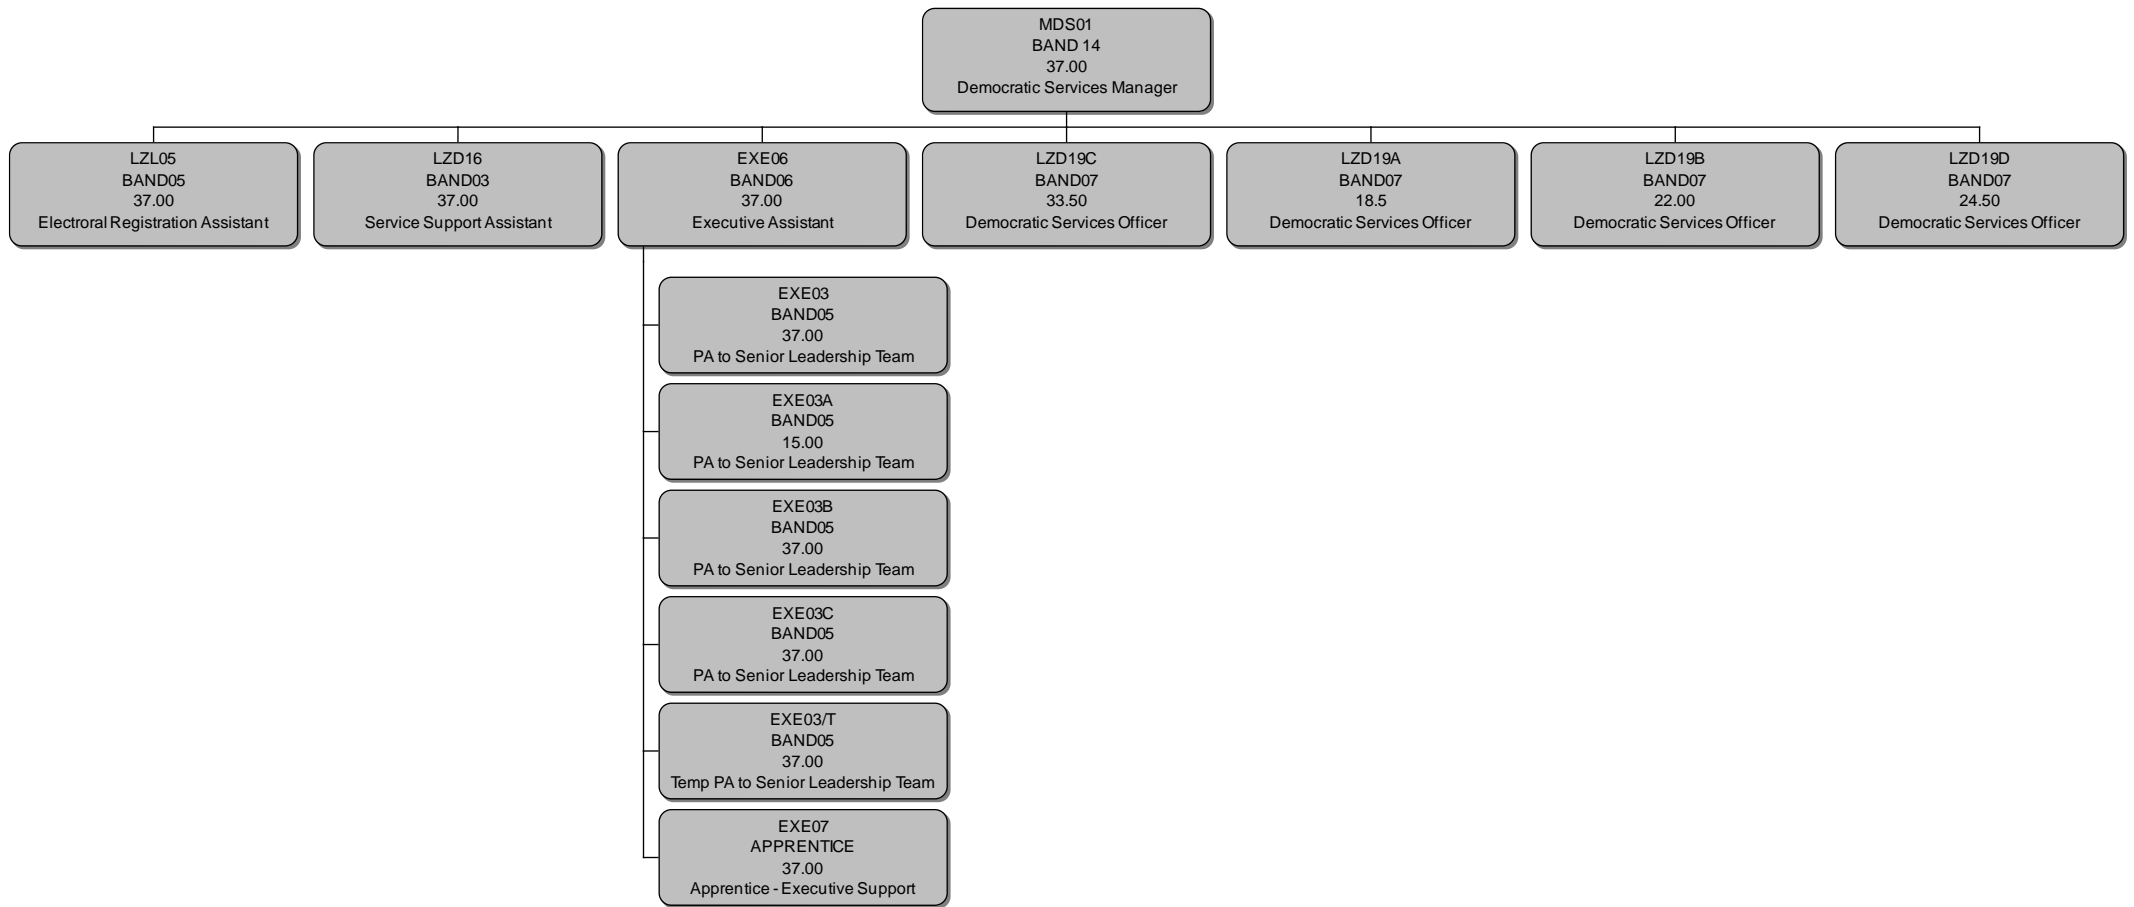 MDS01
BAND 14
37.00
Democratic Services Manager
LZL05
BAND05
37.00
Electroral Registration Assistant
LZD16
BAND03
37.00
Service Support Assistant
EXE06
BAND06
37.00
Executive Assistant
LZD19C
BAND07
33.50
Democratic Services Officer
LZD19A
BAND07
18.5
Democratic Services Officer
LZD19B
BAND07
22.00
Democratic Services Officer
LZD19D
BAND07
24.50
Democratic Services Officer
EXE03
BAND05
37.00
PA to Senior Leadership Team
EXE03A
BAND05
15.00
PA to Senior Leadership Team
EXE03B
BAND05
37.00
PA to Senior Leadership Team
EXE03C
BAND05
37.00
PA to Senior Leadership Team
EXE03/T
BAND05
37.00
Temp PA to Senior Leadership Team
EXE07
APPRENTICE
37.00
Apprentice - Executive Support